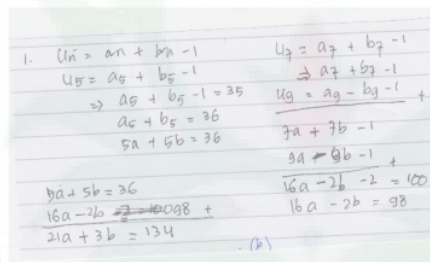 1. Un = an + bn - 1
U5 = a5 + b5 - 1
⇒ a5 + b5 - 1 = 35
a5 + b5 = 36
5a + 5b = 36
5a + 5b = 36
16a - 2b = 98 +
21a + 3b = 134
U7 = a7 + b7 - 1
⇒ a7 + b7 - 1
U9 = a9 - b9 - 1 +
7a + 7b - 1
9a - 9b - 1 +
16a - 2b - 2 = 100
16a - 2b = 98
(b)